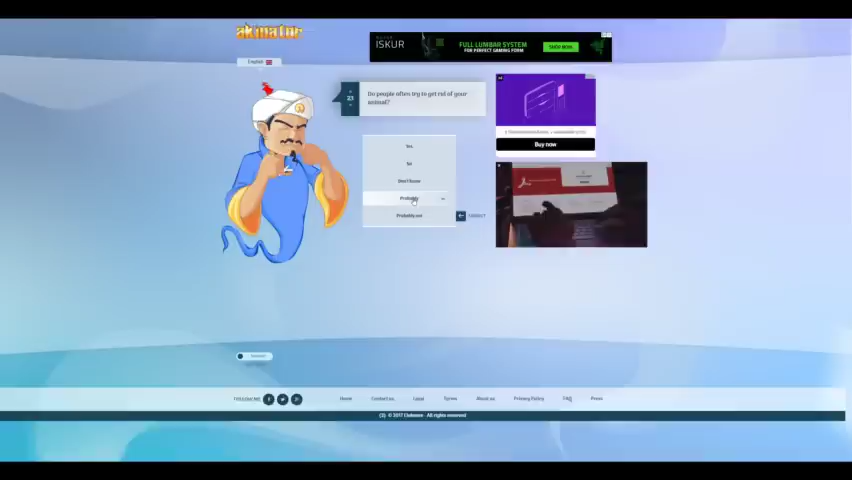 akinator
ISKUR
FULL LUMBAR SYSTEM
FOR PERFECT GAMING FORM
SHOP NOW
English
23
Do people often try to get rid of your
animal?
Yes
No
Don't know
Probably
Probably not
CORRECT
Buy now
FOLLOW ME
Home
Contact us
Legal
Terms
About us
Privacy Policy
FAQ
Press
© 2017 Elokence - All rights reserved